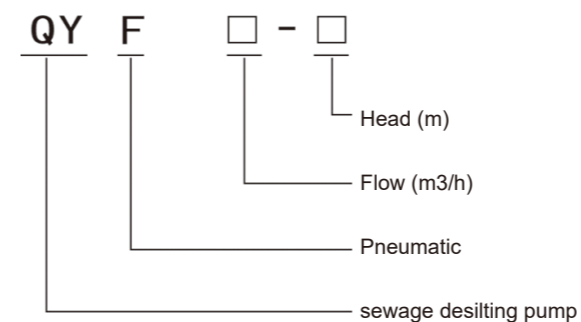 QY F □ - □
Head (m)
Flow (m3/h)
Pneumatic
sewage desilting pump